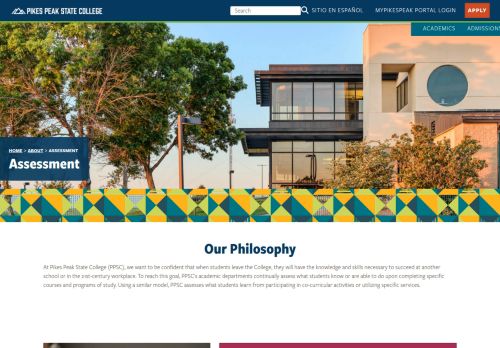 PIKES PEAK STATE COLLEGE
Search
SITIO EN ESPAÑOL
MYPIKESPEAK PORTAL LOGIN
APPLY
ACADEMICS
ADMISSIONS
HOME > ABOUT > ASSESSMENT
Assessment
Our Philosophy
At Pikes Peak State College (PPSC), we want to be confident that when students leave the College, they will have the knowledge and skills necessary to succeed at another
school or in the 21st-century workplace. To reach this goal, PPSC's academic departments continually assess what students know or are able to do upon completing specific
courses and programs of study. Using a similar model, PPSC assesses what students learn from participating in co-curricular activities or utilizing specific services.